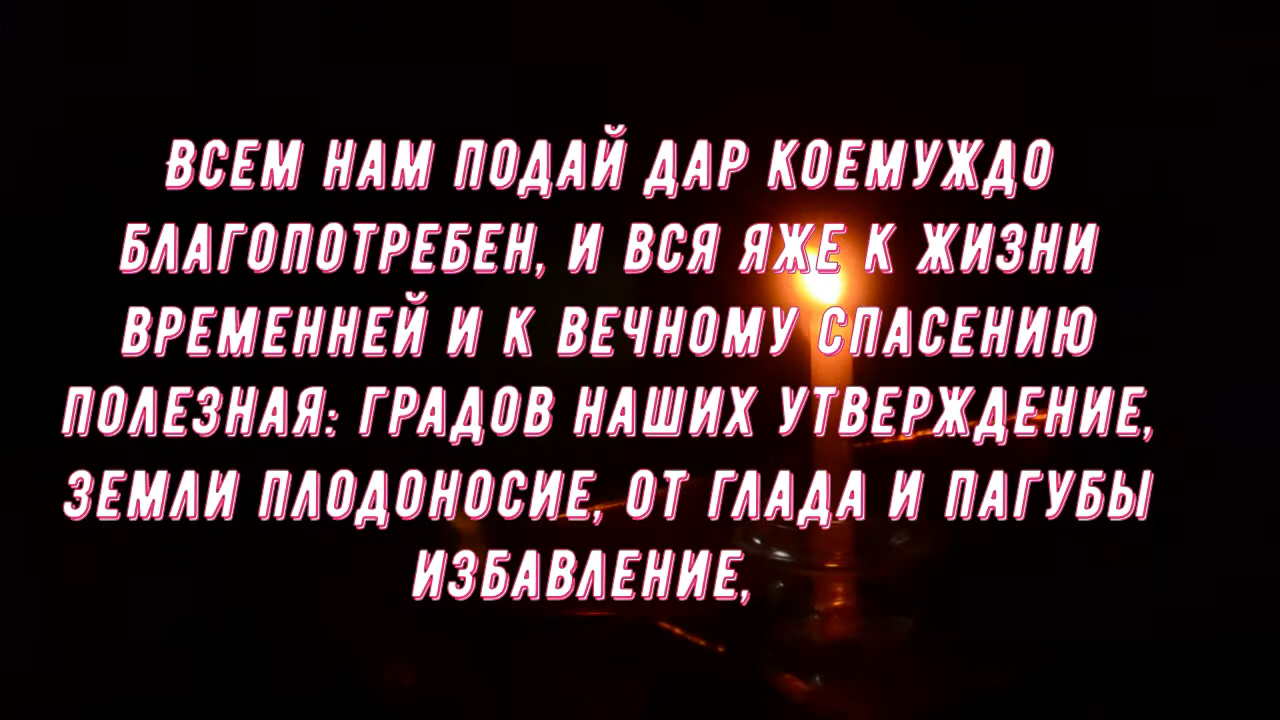 ВСЕМ НАМ ПОДАЙ ДАР КОЕМУЖДО
БЛАГОПОТРЕБЕН, И ВСЯ ЯЖЕ К ЖИЗНИ
ВРЕМЕННЕЙ И К ВЕЧНОМУ СПАСЕНИЮ
ПОЛЕЗНАЯ: ГРАДОВ НАШИХ УТВЕРЖДЕНИЕ,
ЗЕМЛИ ПЛОДОНОСИЕ, ОТ ГЛАДА И ПАГУБЫ
ИЗБАВЛЕНИЕ,